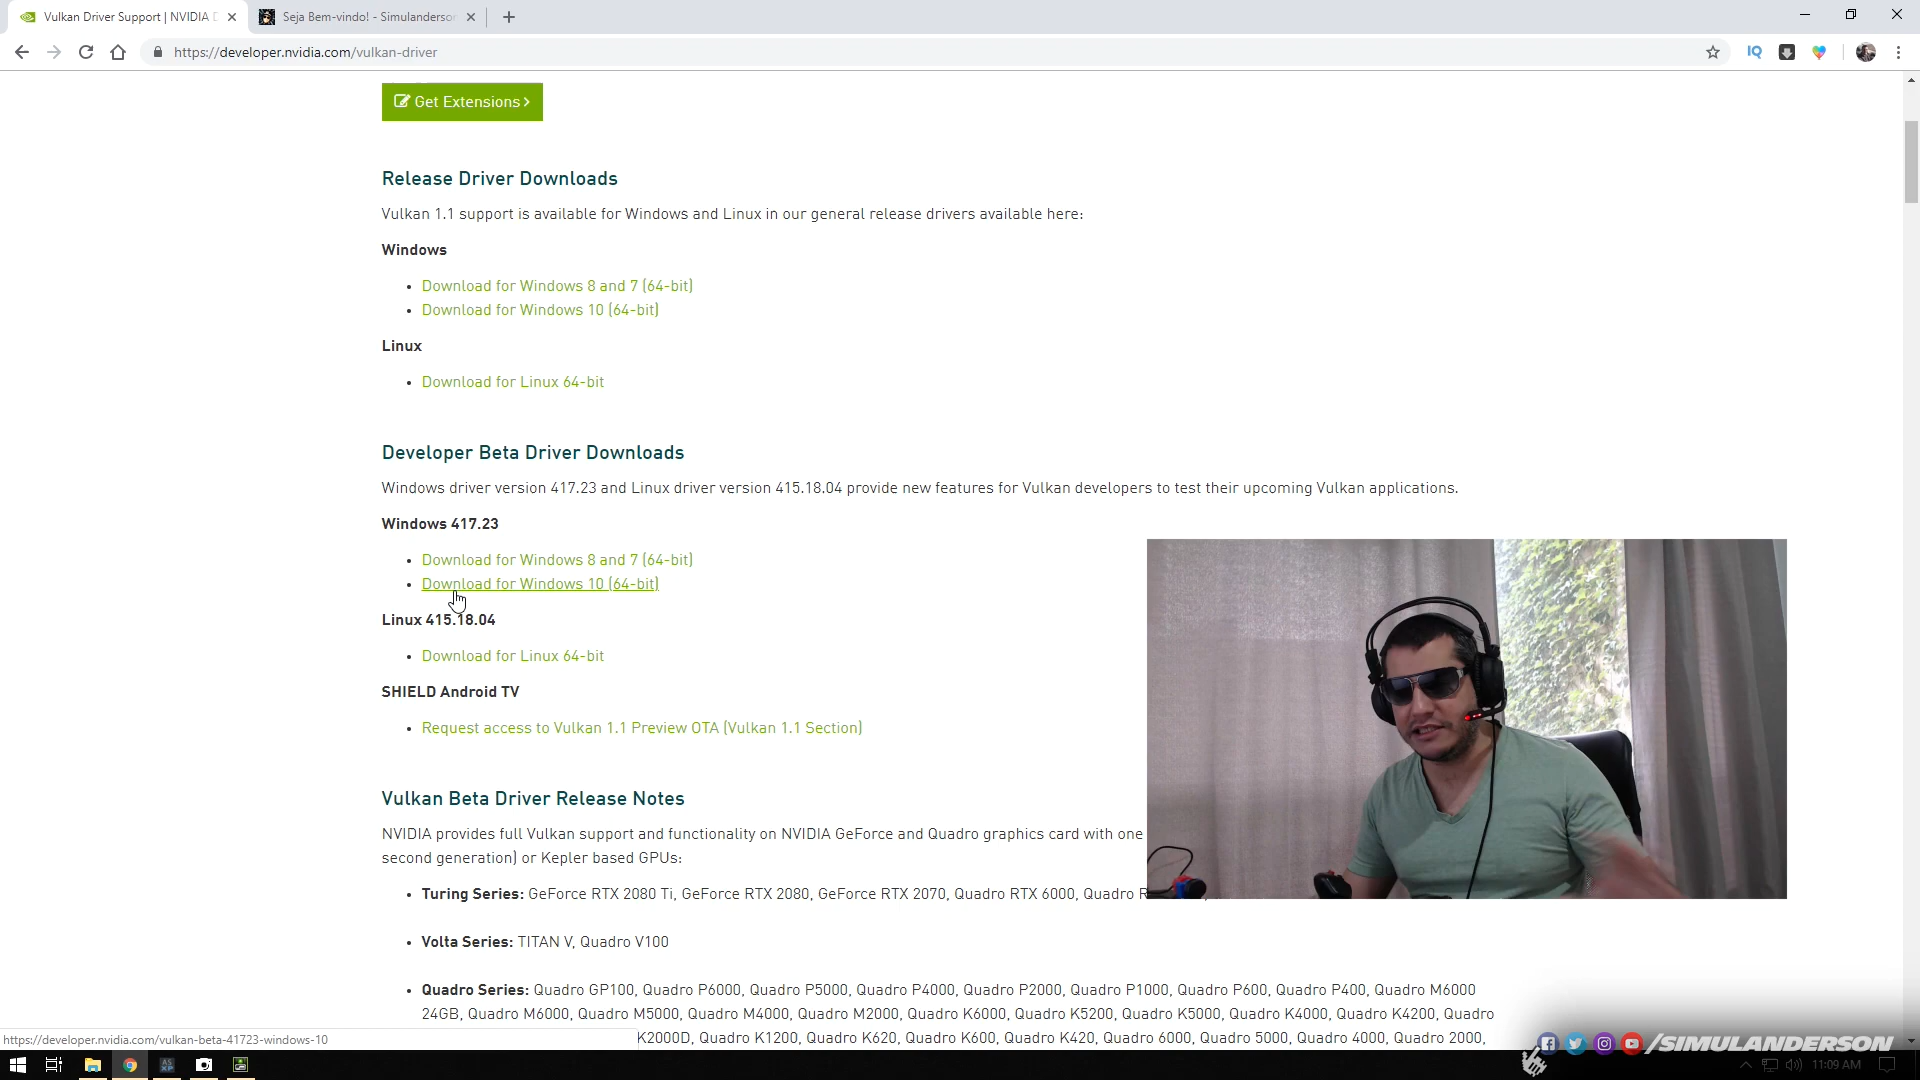 Vulkan Driver Support | NVIDIA D
Seja Bem-vindo! - Simulanderson
https://developer.nvidia.com/vulkan-driver
IQ
Get Extensions
Release Driver Downloads
Vulkan 1.1 support is available for Windows and Linux in our general release drivers available here:
Windows
Download for Windows 8 and 7 (64-bit)
Download for Windows 10 (64-bit)
Linux
Download for Linux 64-bit
Developer Beta Driver Downloads
Windows driver version 417.23 and Linux driver version 415.18.04 provide new features for Vulkan developers to test their upcoming Vulkan applications.
Windows 417.23
Download for Windows 8 and 7 (64-bit)
Download for Windows 10 (64-bit)
Linux 415.18.04
Download for Linux 64-bit
SHIELD Android TV
Request access to Vulkan 1.1 Preview OTA (Vulkan 1.1 Section)
Vulkan Beta Driver Release Notes
NVIDIA provides full Vulkan support and functionality on NVIDIA GeForce and Quadro graphics card with one
second generation) or Kepler based GPUs:
Turing Series: GeForce RTX 2080 Ti, GeForce RTX 2080, GeForce RTX 2070, Quadro RTX 6000, Quadro R
Volta Series: TITAN V, Quadro V100
Quadro Series: Quadro GP100, Quadro P6000, Quadro P5000, Quadro P4000, Quadro P2000, Quadro P1000, Quadro P600, Quadro P400, Quadro M6000
24GB, Quadro M6000, Quadro M5000, Quadro M4000, Quadro M2000, Quadro K6000, Quadro K5200, Quadro K5000, Quadro K4000, Quadro K4200, Quadro
K2000D, Quadro K1200, Quadro K620, Quadro K600, Quadro K420, Quadro 6000, Quadro 5000, Quadro 4000, Quadro 2000,
https://developer.nvidia.com/vulkan-beta-41723-windows-10
/SIMULANDERSON
AS
XP
11:09 AM